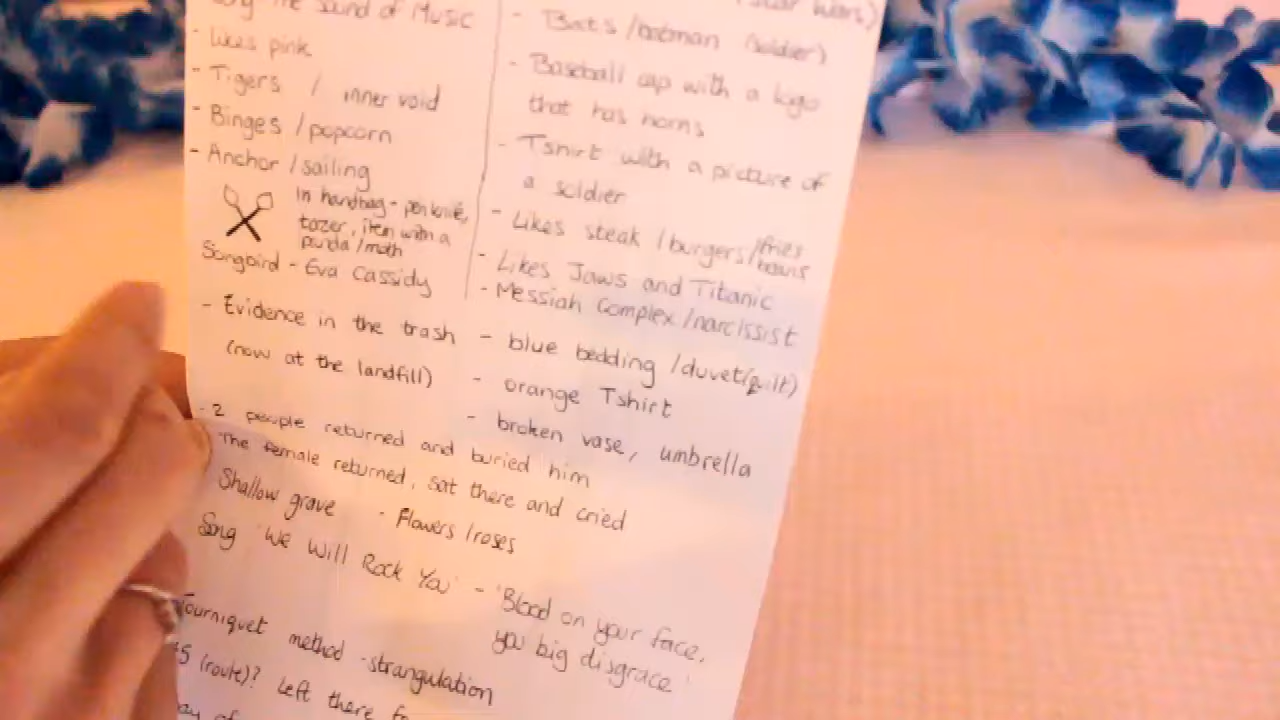 The Sound of Music
- Likes pink
- Tigers / inner void
- Binges / popcorn
- Anchor / sailing
In handbag - penknife,
tazer, item with a
panda / moth
Songbird - Eva Cassidy
- Evidence in the trash
(now at the landfill)
(Star Wars)
- Bats / batman (soldier)
- Baseball cap with a logo
that has horns
- Tshirt with a picture of
a soldier
- Likes steak / burgers / fries
beans
- Likes Jaws and Titanic
- Messiah Complex / narcissist
- blue bedding / duvet (quilt)
- orange Tshirt
- broken vase, umbrella
- 2 people returned and buried him
The female returned, sat there and cried
Shallow grave - Flowers / roses
Song 'We Will Rock You' - 'Blood on your face,
you big disgrace'
Tourniquet method - strangulation
(route)? Left there